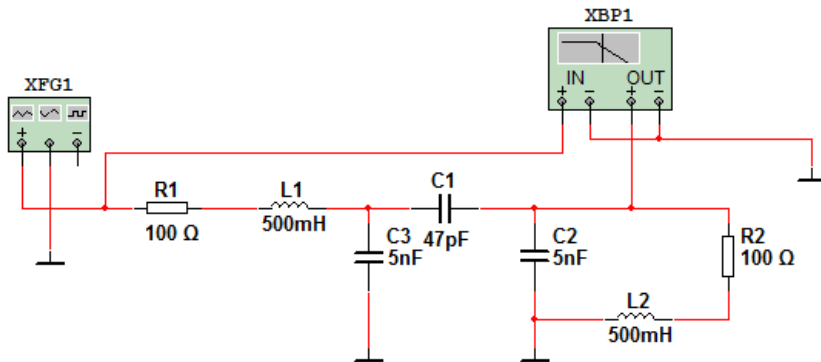 XBP1
IN OUT
+ − + −
XFG1
+ −
R1
100 Ω
L1
500mH
C1
47pF
C3
5nF
C2
5nF
R2
100 Ω
L2
500mH